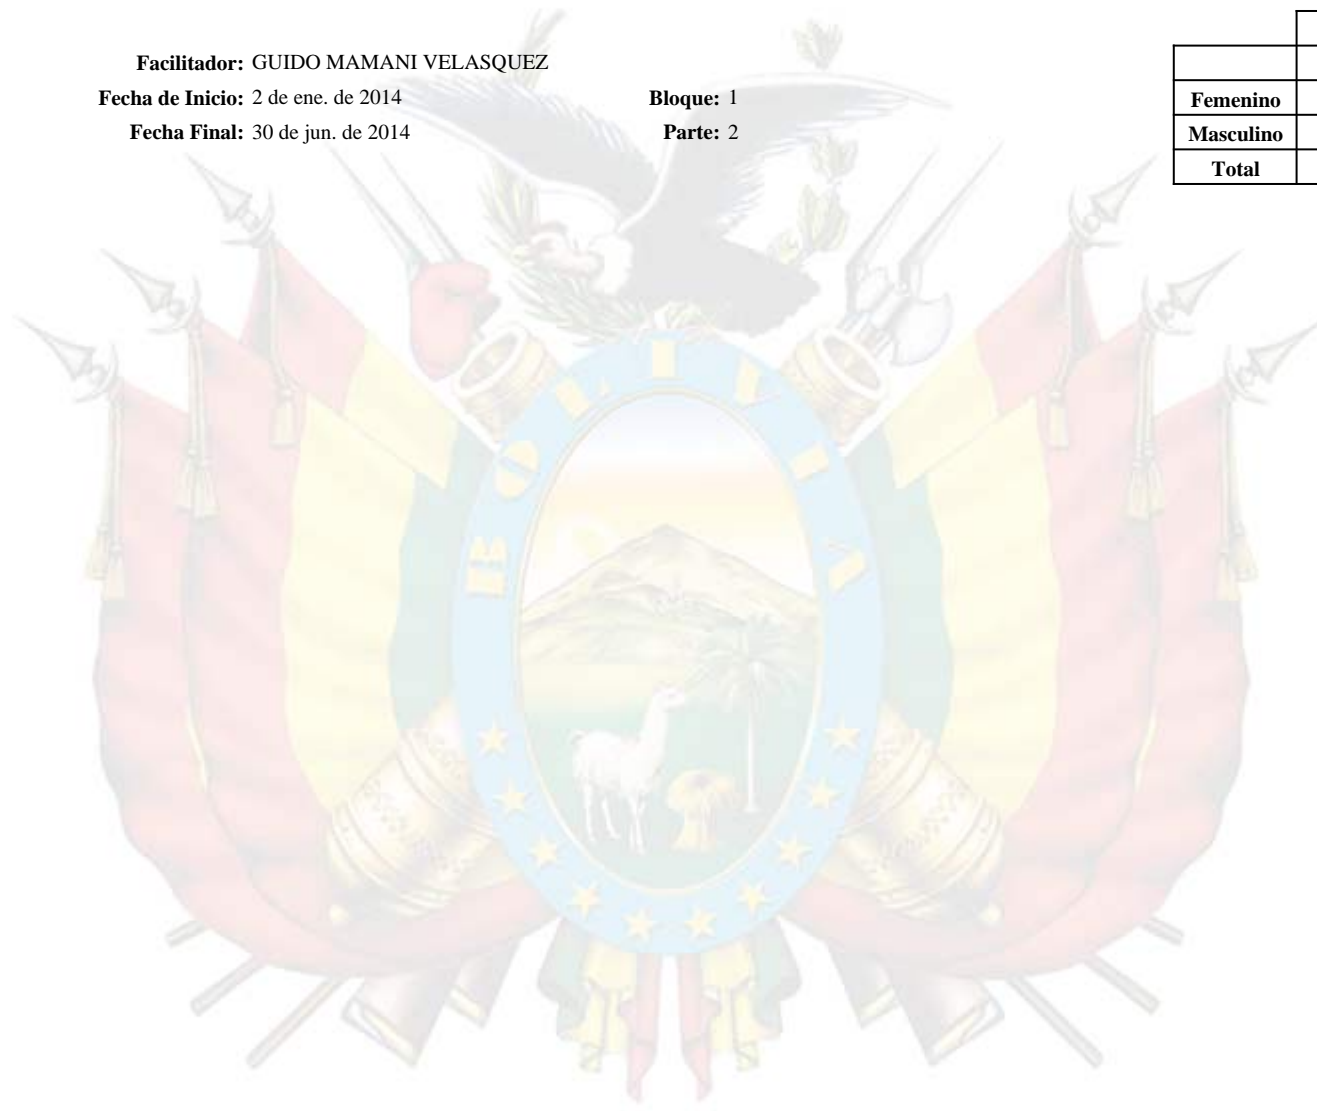 Facilitador: GUIDO MAMANI VELASQUEZ
Fecha de Inicio: 2 de ene. de 2014 Bloque: 1
Fecha Final: 30 de jun. de 2014 Parte: 2
Femenino
Masculino
Total
BOLIVIA